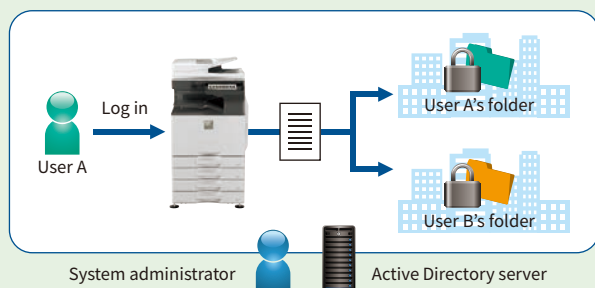 Log in
User A
User A's folder
User B's folder
System administrator
Active Directory server